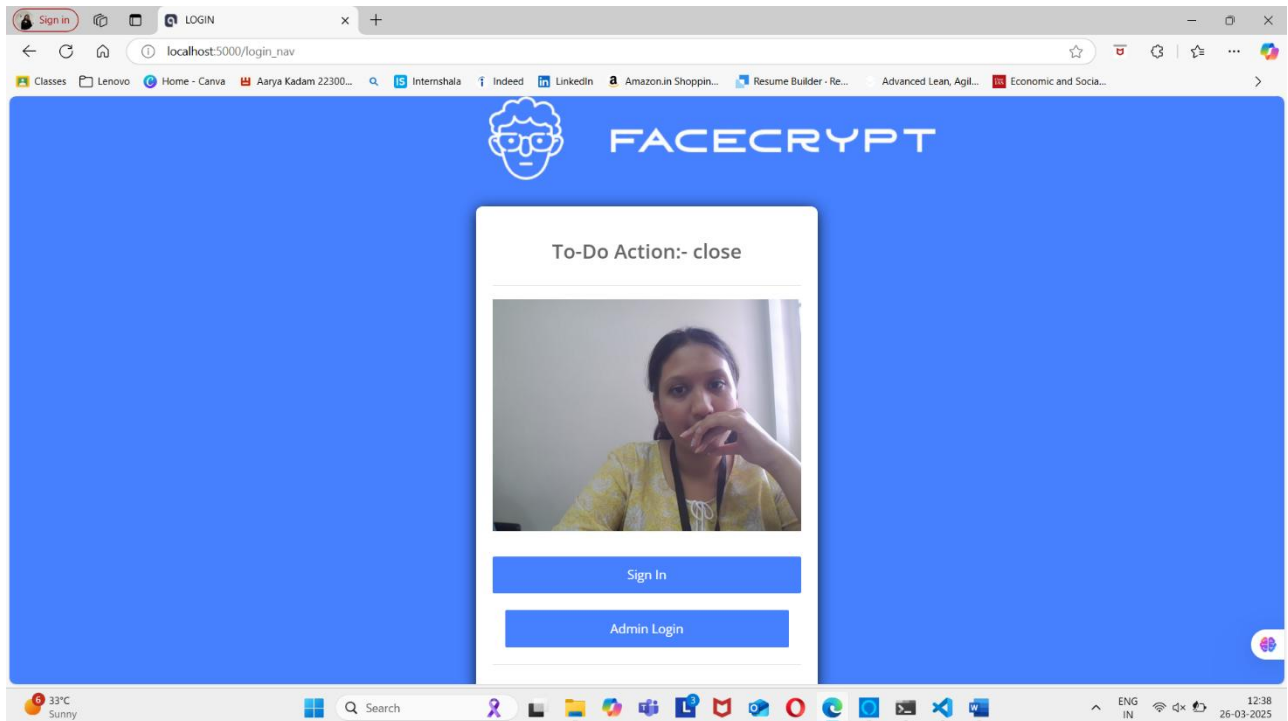 Sign in
LOGIN
localhost:5000/login_nav
Classes Lenovo Home - Canva Aarya Kadam 22300... Internshala Indeed LinkedIn Amazon.in Shoppin... Resume Builder - Re... Advanced Lean, Agil... Economic and Socia...
FACECRYPT
To-Do Action:- close
Sign In
Admin Login
6
33°C
Sunny
Search
3
ENG
IN
12:38
26-03-2025